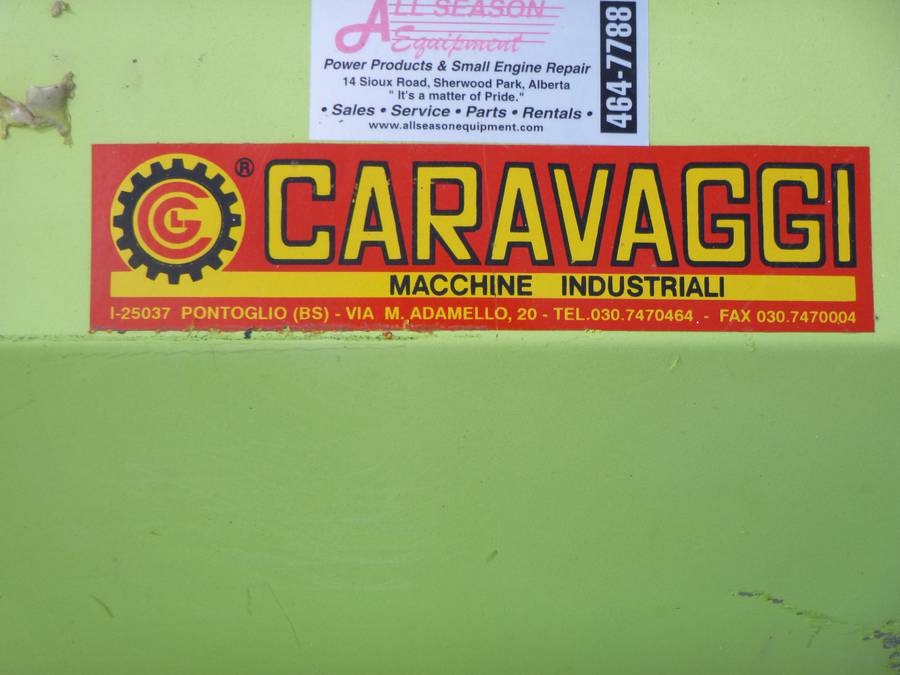 ALL SEASON
Equipment
Power Products & Small Engine Repair
14 Sioux Road, Sherwood Park, Alberta
" It's a matter of Pride."
• Sales • Service • Parts • Rentals •
www.allseasonequipment.com
464-7788
CG ® CARAVAGGI
MACCHINE INDUSTRIALI
I-25037 PONTOGLIO (BS) - VIA M. ADAMELLO, 20 - TEL.030.7470464 - FAX 030.7470004